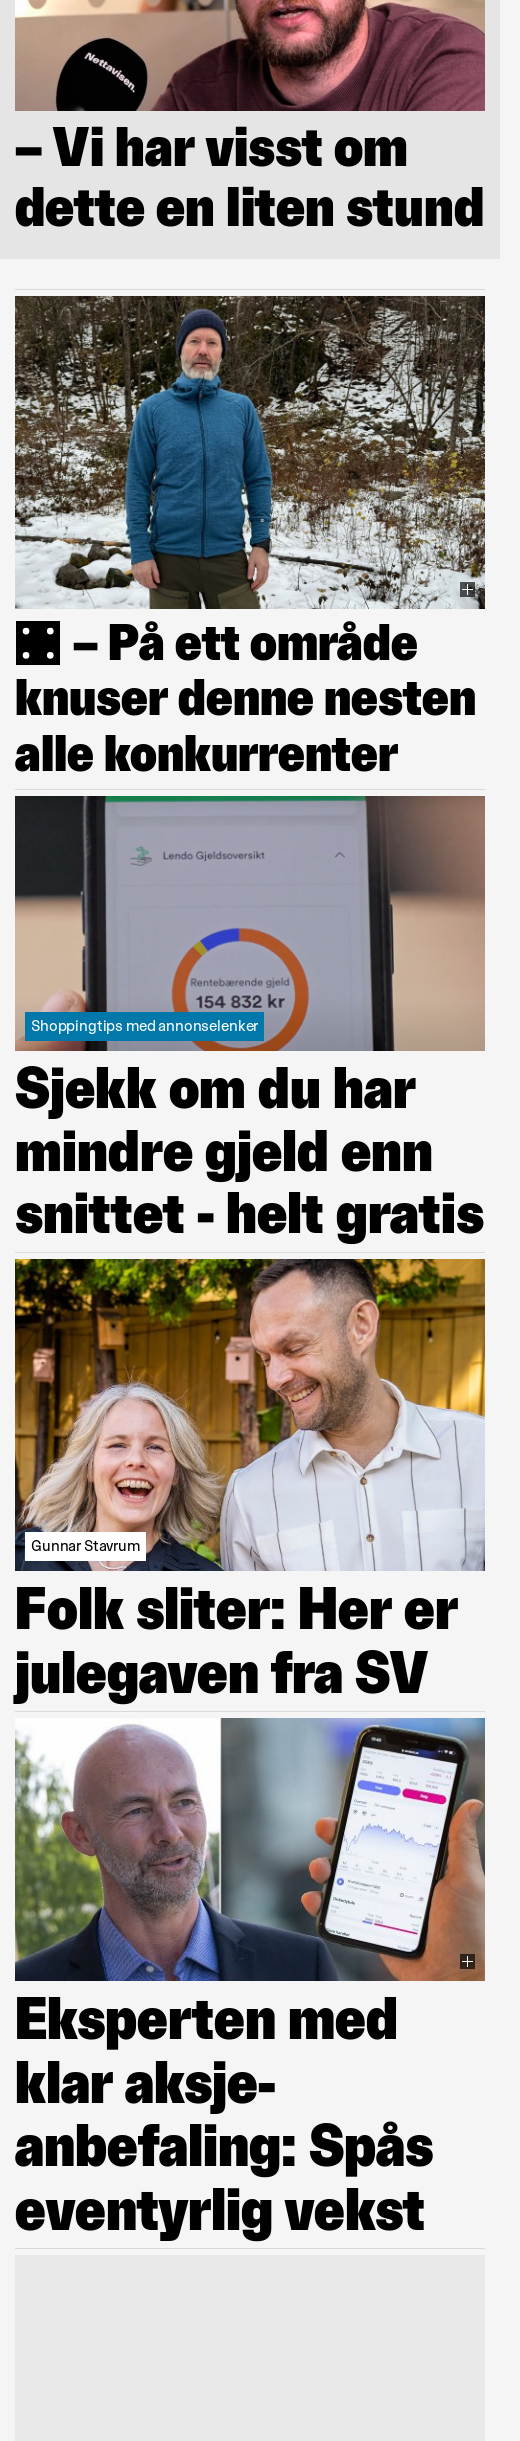 Nettavisen.
– Vi har visst om
dette en liten stund
– På ett område
knuser denne nesten
alle konkurrenter
Lendo Gjeldsoversikt
Rentebærende gjeld
154 832 kr
Shoppingtips med annonselenker
Sjekk om du har
mindre gjeld enn
snittet - helt gratis
Gunnar Stavrum
Folk sliter: Her er
julegaven fra SV
Eksperten med
klar aksje-
anbefaling: Spås
eventyrlig vekst